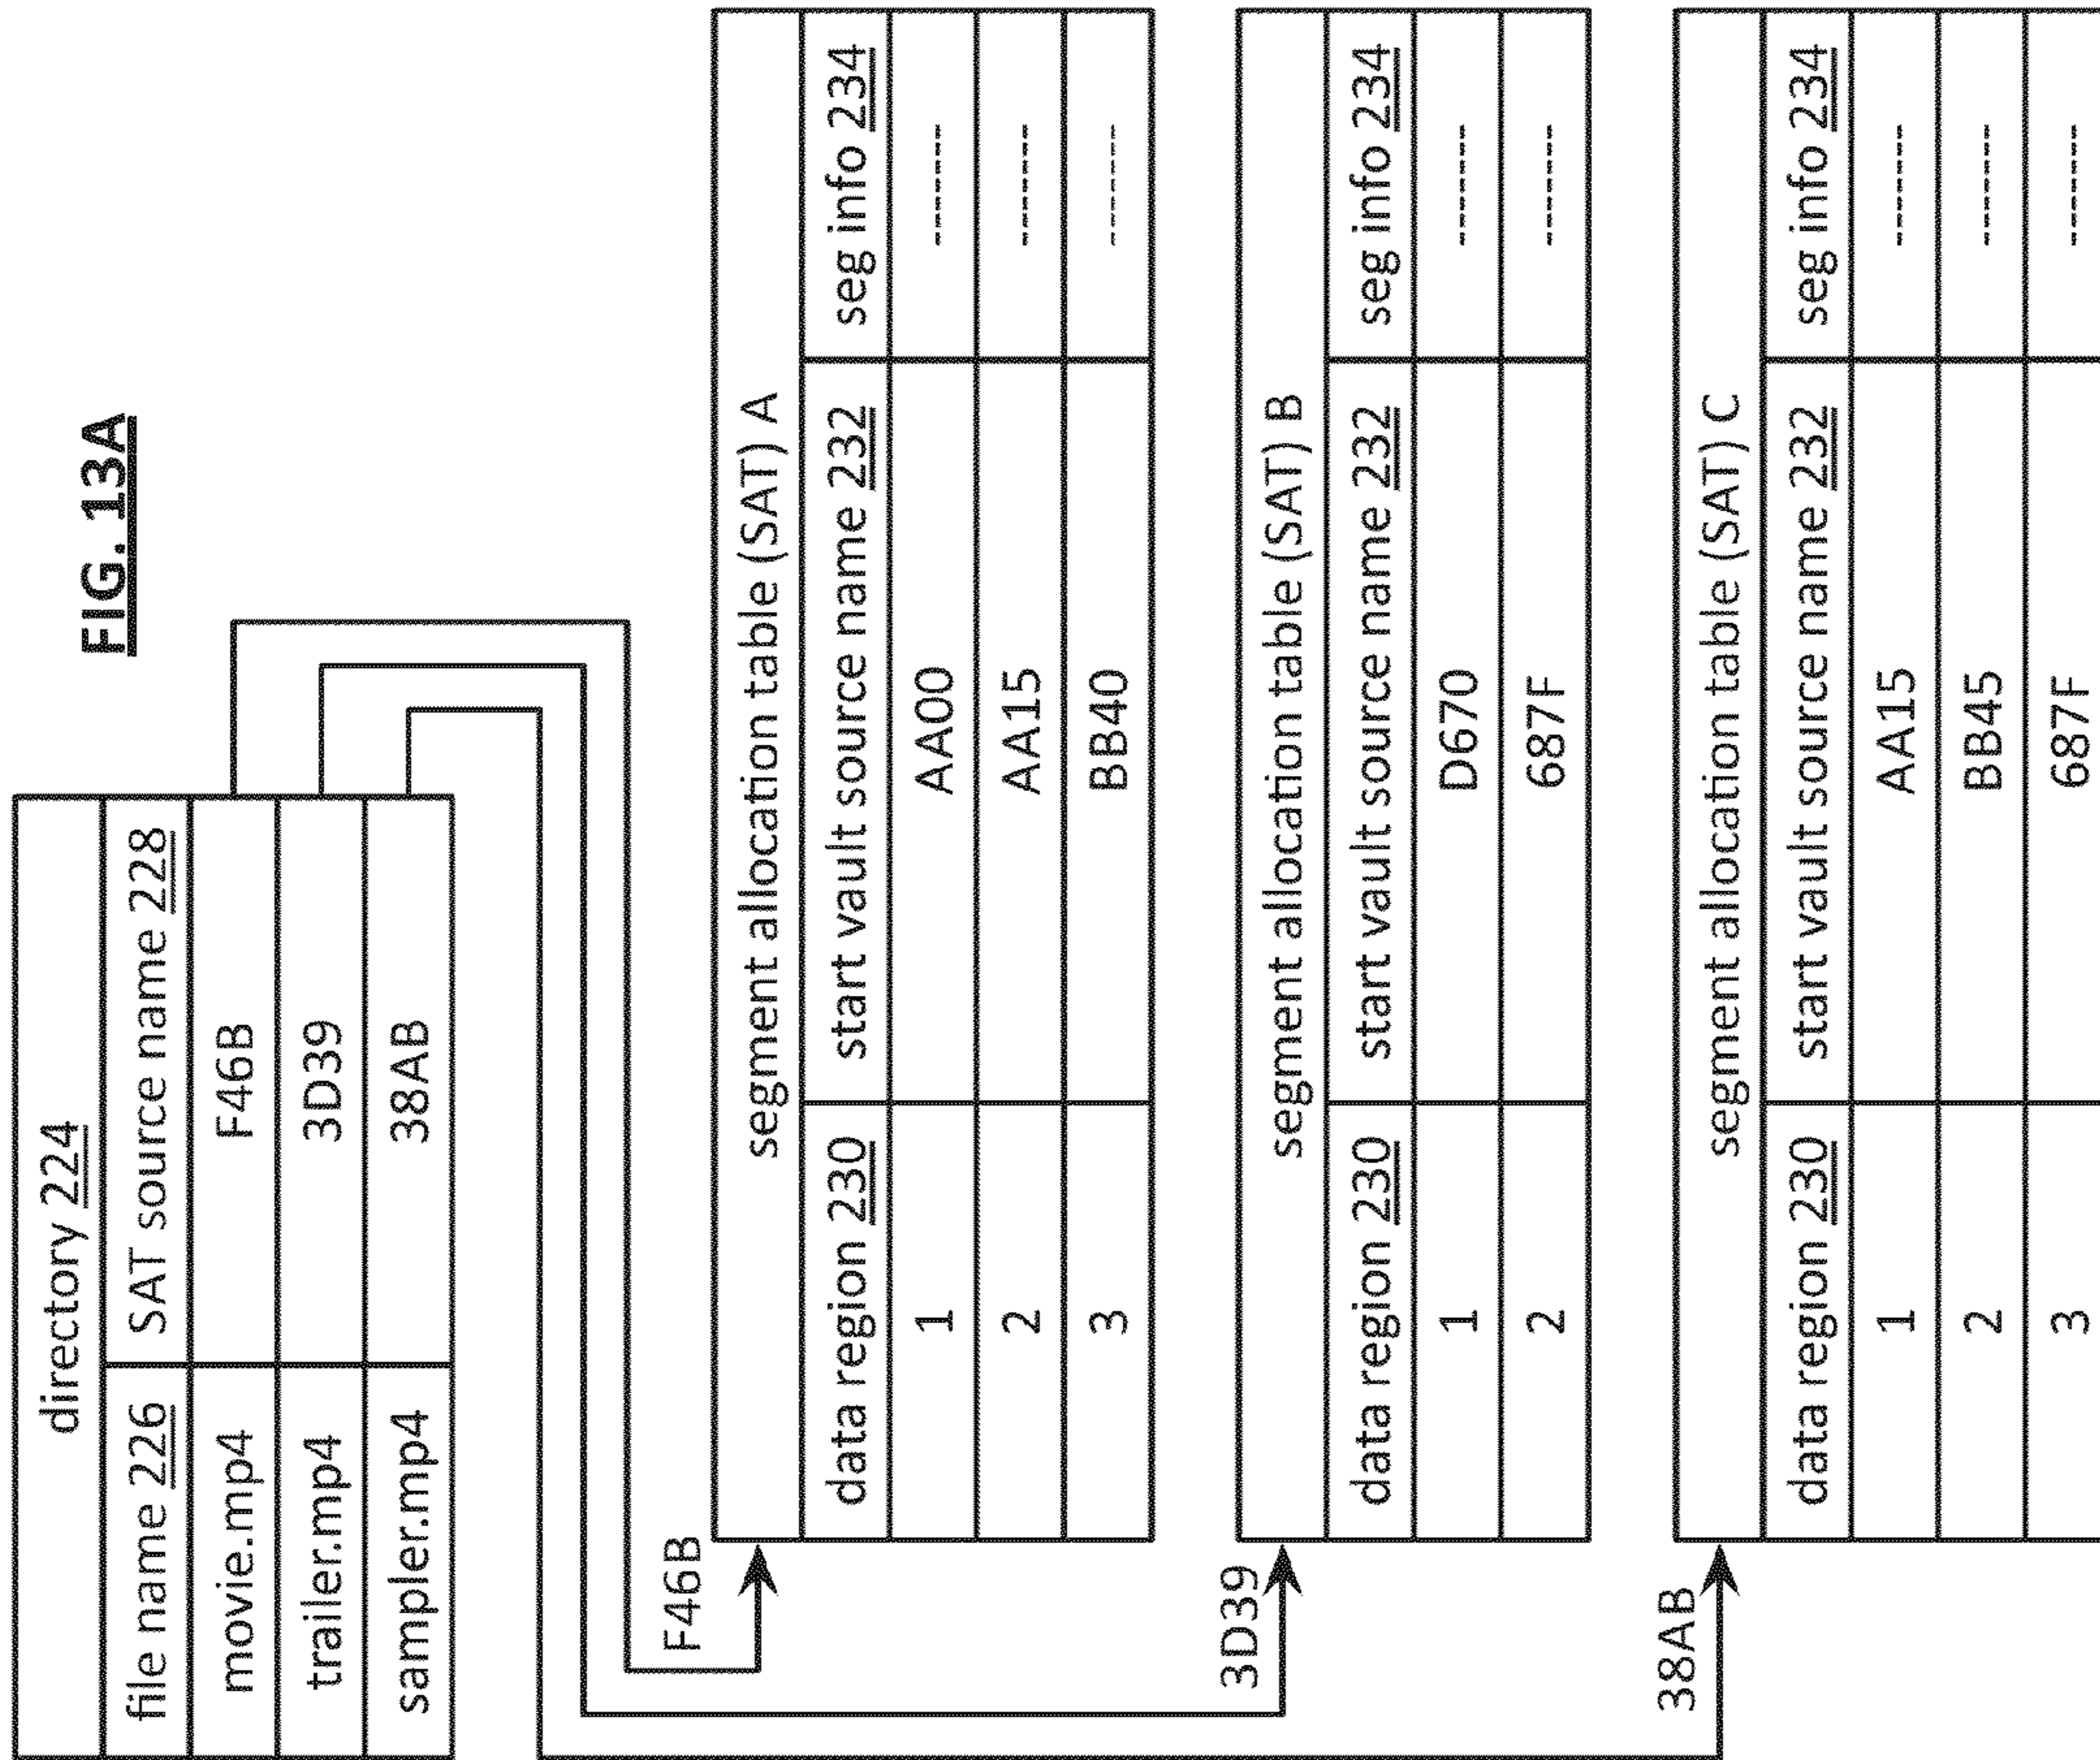 FIG. 13A
directory 224
file name 226 SAT source name 228
movie.mp4 F46B
trailer.mp4 3D39
sampler.mp4 38AB
F46B
segment allocation table (SAT) A
data region 230 start vault source name 232 seg info 234
1 AA00 -------
2 AA15 -------
3 BB40 -------
3D39
segment allocation table (SAT) B
data region 230 start vault source name 232 seg info 234
1 D670 -------
2 687F -------
38AB
segment allocation table (SAT) C
data region 230 start vault source name 232 seg info 234
1 AA15 -------
2 BB45 -------
3 687F -------